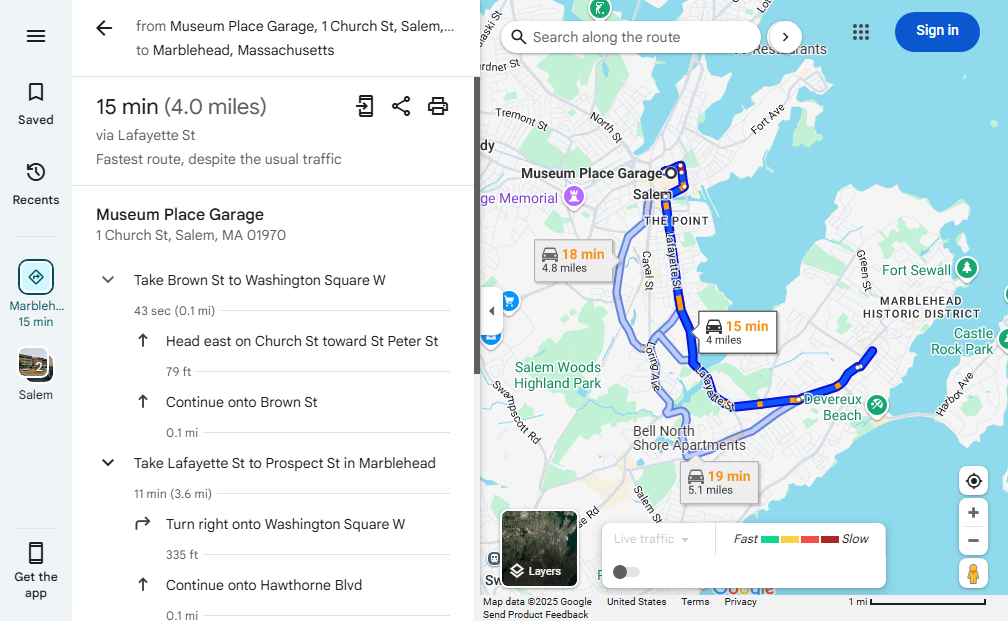 Saved
Recents
Marbleh...
15 min
2
Salem
Get the
app
from Museum Place Garage, 1 Church St, Salem,...
to Marblehead, Massachusetts
15 min (4.0 miles)
via Lafayette St
Fastest route, despite the usual traffic
Museum Place Garage
1 Church St, Salem, MA 01970
Take Brown St to Washington Square W
43 sec (0.1 mi)
Head east on Church St toward St Peter St
79 ft
Continue onto Brown St
0.1 mi
Take Lafayette St to Prospect St in Marblehead
11 min (3.6 mi)
Turn right onto Washington Square W
335 ft
Continue onto Hawthorne Blvd
0.1 mi
Search along the route
Sign in
Restaurants
Tremont St
North St
Fort Ave
dy
Museum Place Garage
Salem
ge Memorial
THE POINT
18 min
4.8 miles
Canal St
Lafayette St
Green St
Fort Sewall
MARBLEHEAD
HISTORIC DISTRICT
15 min
4 miles
Castle
Rock Park
Salem Woods
Highland Park
Loring Ave
Lafayette St
Swampscott Rd
Devereux
Beach
Harbor Ave
Bell North
Shore Apartments
19 min
5.1 miles
Salem St
se Rd
Layers
Live traffic
Fast
Slow
Sw
Google
Map data ©2025 Google
United States
Terms
Privacy
1 mi
Send Product Feedback